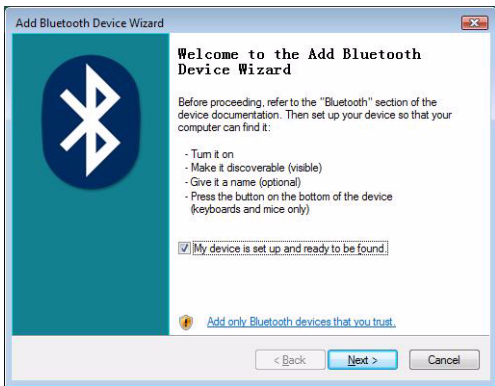 Add Bluetooth Device Wizard
Welcome to the Add Bluetooth
Device Wizard
Before proceeding, refer to the "Bluetooth" section of the
device documentation. Then set up your device so that your
computer can find it:
- Turn it on
- Make it discoverable (visible)
- Give it a name (optional)
- Press the button on the bottom of the device
(keyboards and mice only)
My device is set up and ready to be found.
Add only Bluetooth devices that you trust.
< Back Next > Cancel